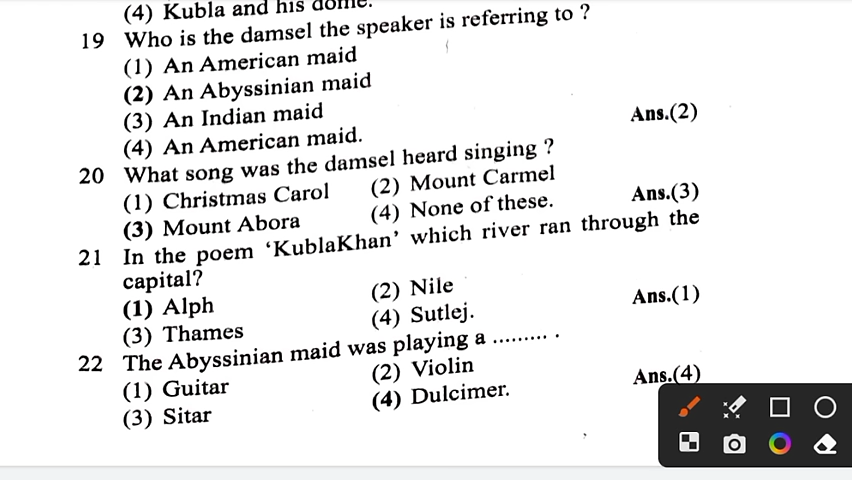 (4) Kubla and his dome.
19 Who is the damsel the speaker is referring to ?
(1) An American maid
(2) An Abyssinian maid
(3) An Indian maid
(4) An American maid. Ans.(2)
20 What song was the damsel heard singing ?
(1) Christmas Carol (2) Mount Carmel
(3) Mount Abora (4) None of these. Ans.(3)
21 In the poem ‘KublaKhan’ which river ran through the
capital?
(1) Alph (2) Nile
(3) Thames (4) Sutlej. Ans.(1)
22 The Abyssinian maid was playing a ......... .
(1) Guitar (2) Violin
(3) Sitar (4) Dulcimer. Ans.(4)